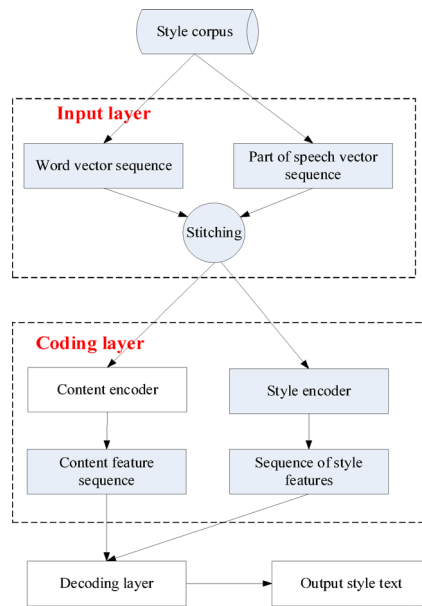 Style corpus
Input layer
Word vector sequence
Part of speech vector
sequence
Stitching
Coding layer
Content encoder
Style encoder
Content feature
sequence
Sequence of style
features
Decoding layer
Output style text